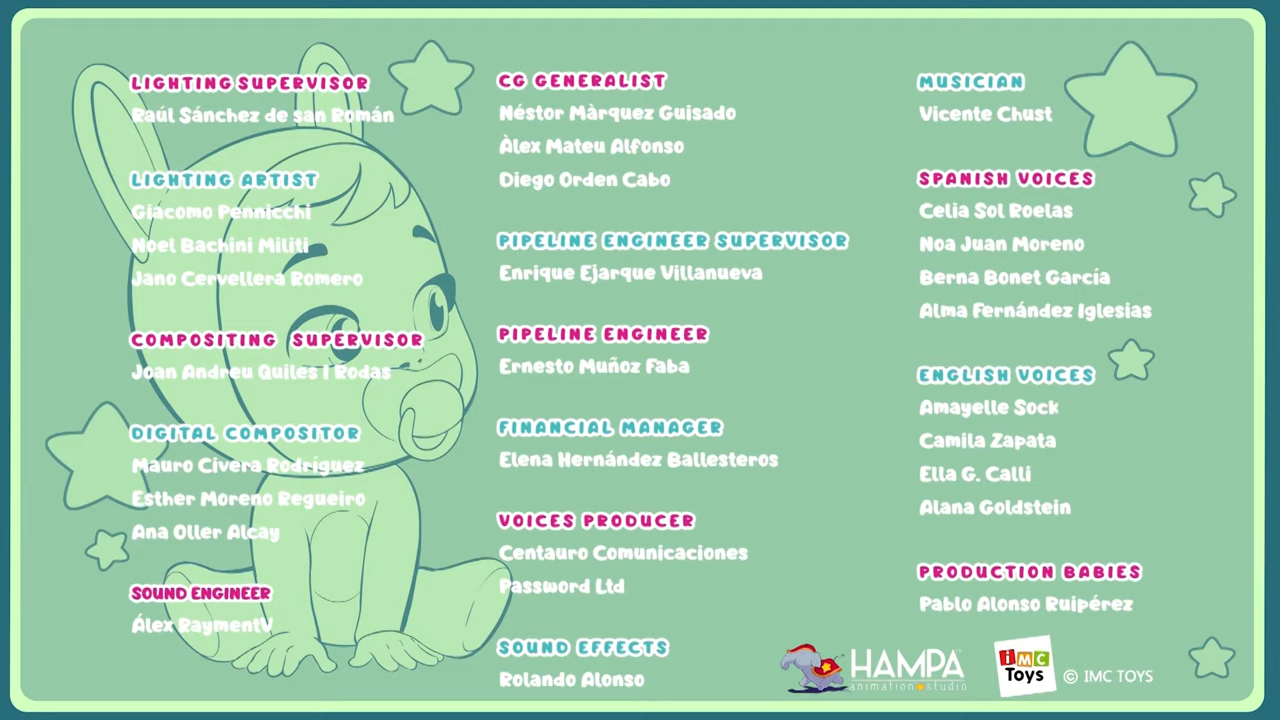 LIGHTING SUPERVISOR
Raúl Sánchez de san Román
LIGHTING ARTIST
Giacomo Pennicchi
Noel Bachini Militi
Jano Cervellera Romero
COMPOSITING SUPERVISOR
Joan Andreu Quiles I Rodas
DIGITAL COMPOSITOR
Mauro Civera Rodríguez
Esther Moreno Regueiro
Ana Oller Alcay
SOUND ENGINEER
Álex RaymentV
CG GENERALIST
Néstor Màrquez Guisado
Àlex Mateu Alfonso
Diego Orden Cabo
PIPELINE ENGINEER SUPERVISOR
Enrique Ejarque Villanueva
PIPELINE ENGINEER
Ernesto Muñoz Faba
FINANCIAL MANAGER
Elena Hernández Ballesteros
VOICES PRODUCER
Centauro Comunicaciones
Password Ltd
SOUND EFFECTS
Rolando Alonso
MUSICIAN
Vicente Chust
SPANISH VOICES
Celia Sol Roelas
Noa Juan Moreno
Berna Bonet García
Alma Fernández Iglesias
ENGLISH VOICES
Amayelle Sock
Camila Zapata
Ella G. Calli
Alana Goldstein
PRODUCTION BABIES
Pablo Alonso Ruipérez
HAMPA
animation studio
iMC
Toys
© IMC TOYS